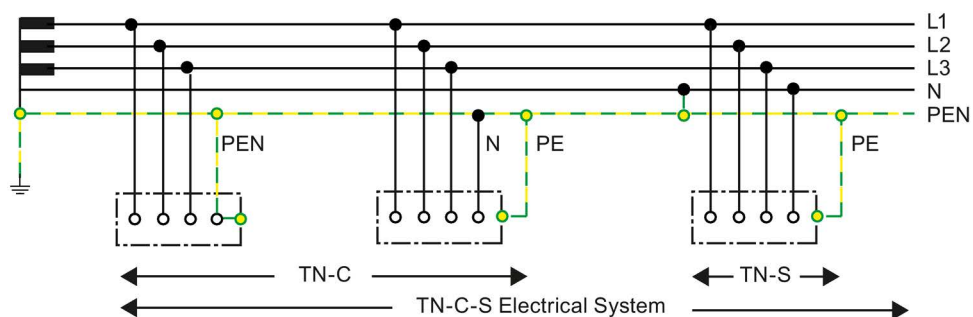 L1
L2
L3
N
PEN
PEN
N
PE
PE
TN-C
TN-S
TN-C-S Electrical System